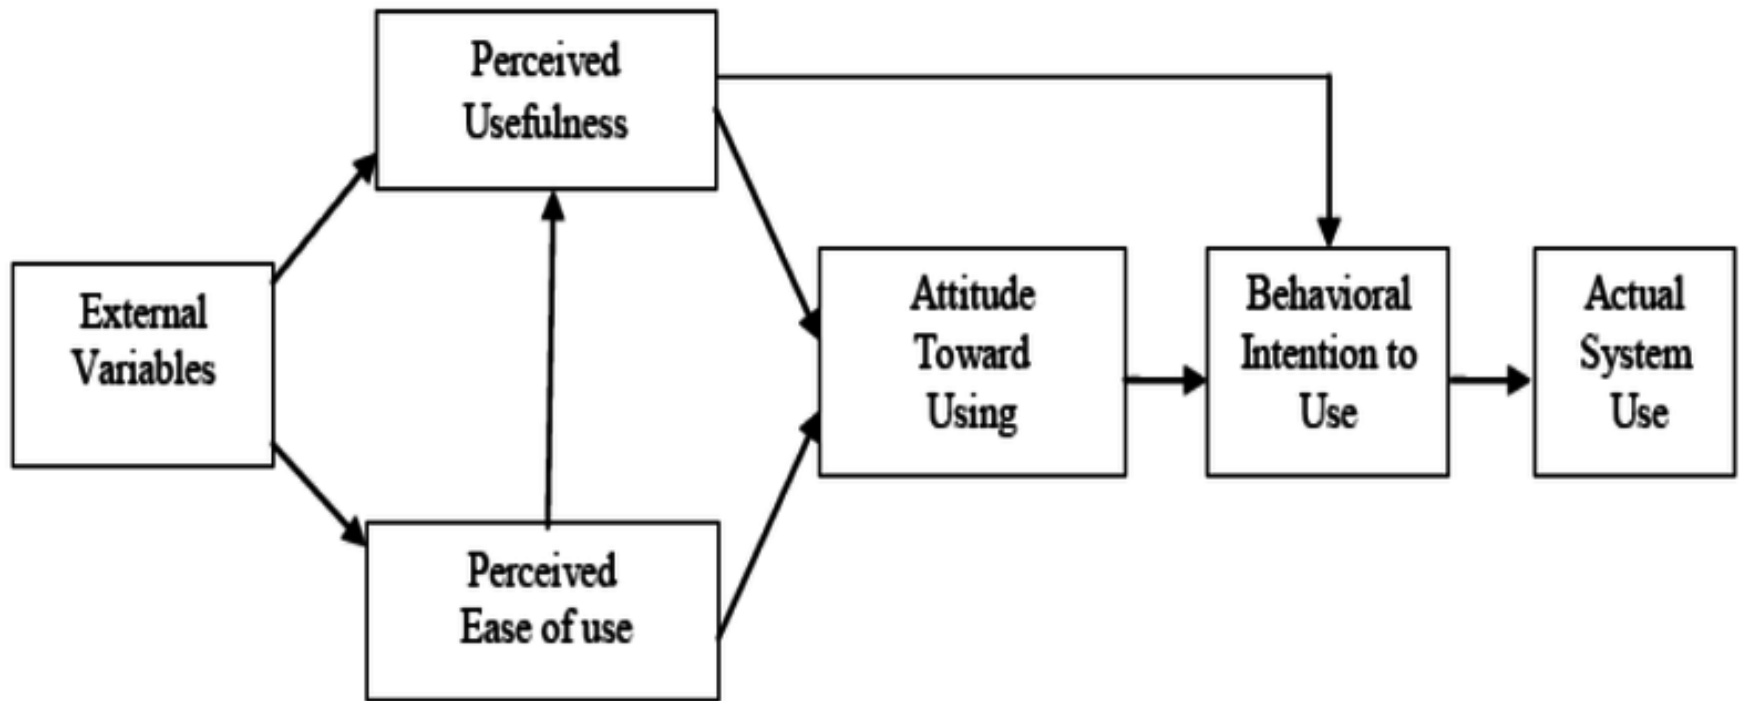 Perceived
Usefulness
External
Variables
Perceived
Ease of use
Attitude
Toward
Using
Behavioral
Intention to
Use
Actual
System
Use